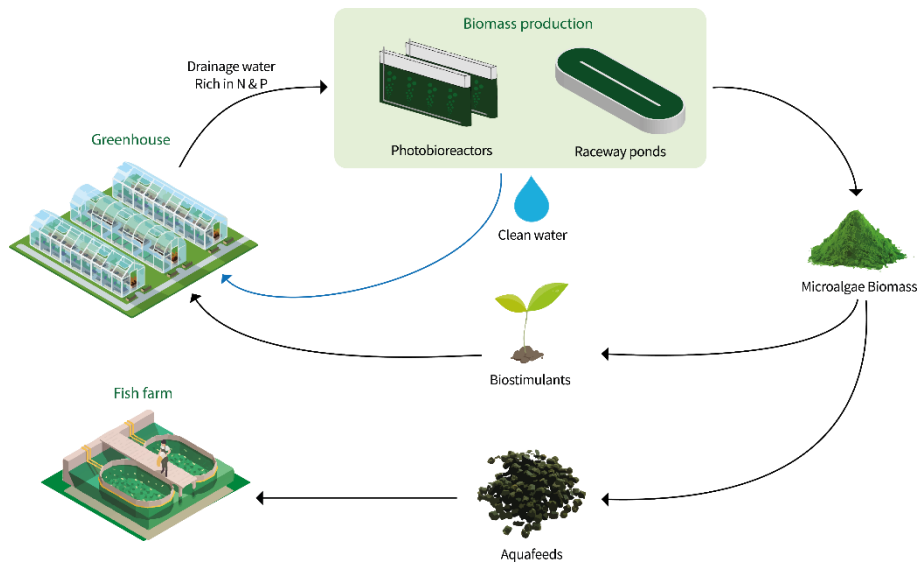 Biomass production
Drainage water
Rich in N & P
Greenhouse
Photobioreactors
Raceway ponds
Clean water
Microalgae Biomass
Biostimulants
Fish farm
Aquafeeds